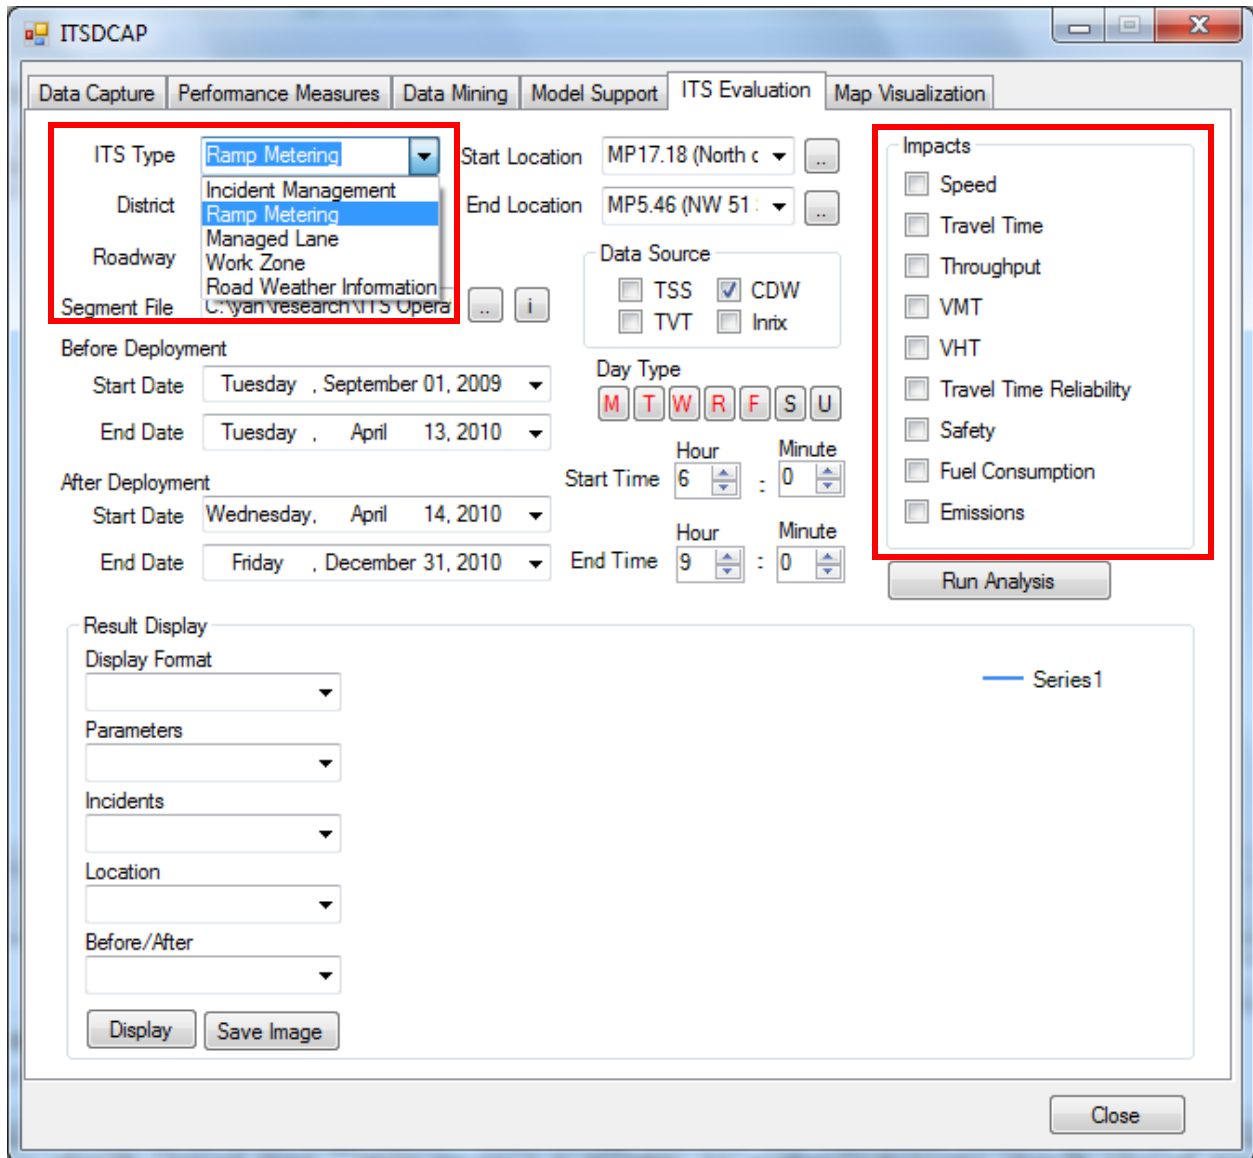 ITSDCAP
Data Capture Performance Measures Data Mining Model Support ITS Evaluation Map Visualization
ITS Type Ramp Metering
Incident Management
Ramp Metering
Managed Lane
Work Zone
Road Weather Information
District
Roadway
Segment File C:\yan\research\ITS Opera .. i
Start Location MP17.18 (North c ..
End Location MP5.46 (NW 51 ..
Data Source
TSS CDW
TVT Inrix
Before Deployment
Start Date Tuesday , September 01, 2009
End Date Tuesday , April 13, 2010
After Deployment
Start Date Wednesday, April 14, 2010
End Date Friday , December 31, 2010
Day Type
M T W R F S U
Hour Minute
Start Time 6 : 0
Hour Minute
End Time 9 : 0
Impacts
Speed
Travel Time
Throughput
VMT
VHT
Travel Time Reliability
Safety
Fuel Consumption
Emissions
Run Analysis
Result Display
Display Format
Parameters
Incidents
Location
Before/After
Display Save Image
Series1
Close